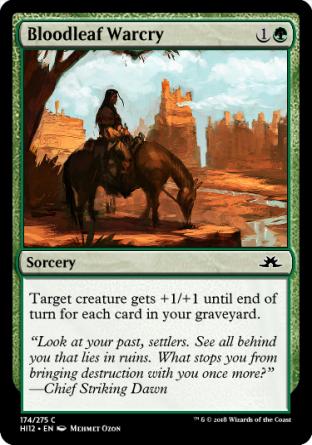 Bloodleaf Warcry 1
Sorcery
Target creature gets +1/+1 until end of
turn for each card in your graveyard.
“Look at your past, settlers. See all behind
you that lies in ruins. What stops you from
bringing destruction with you once more?”
—Chief Striking Dawn
174/275 C
HI12 • EN Mehmet Ozon
™ & © 2018 Wizards of the Coast